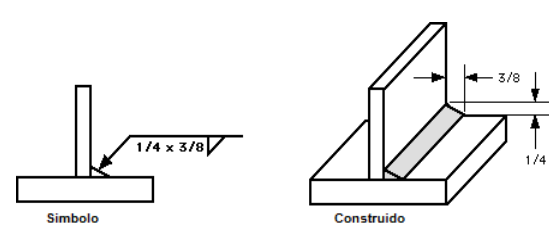 1/4 x 3/8
Simbolo
3/8
1/4
Construido